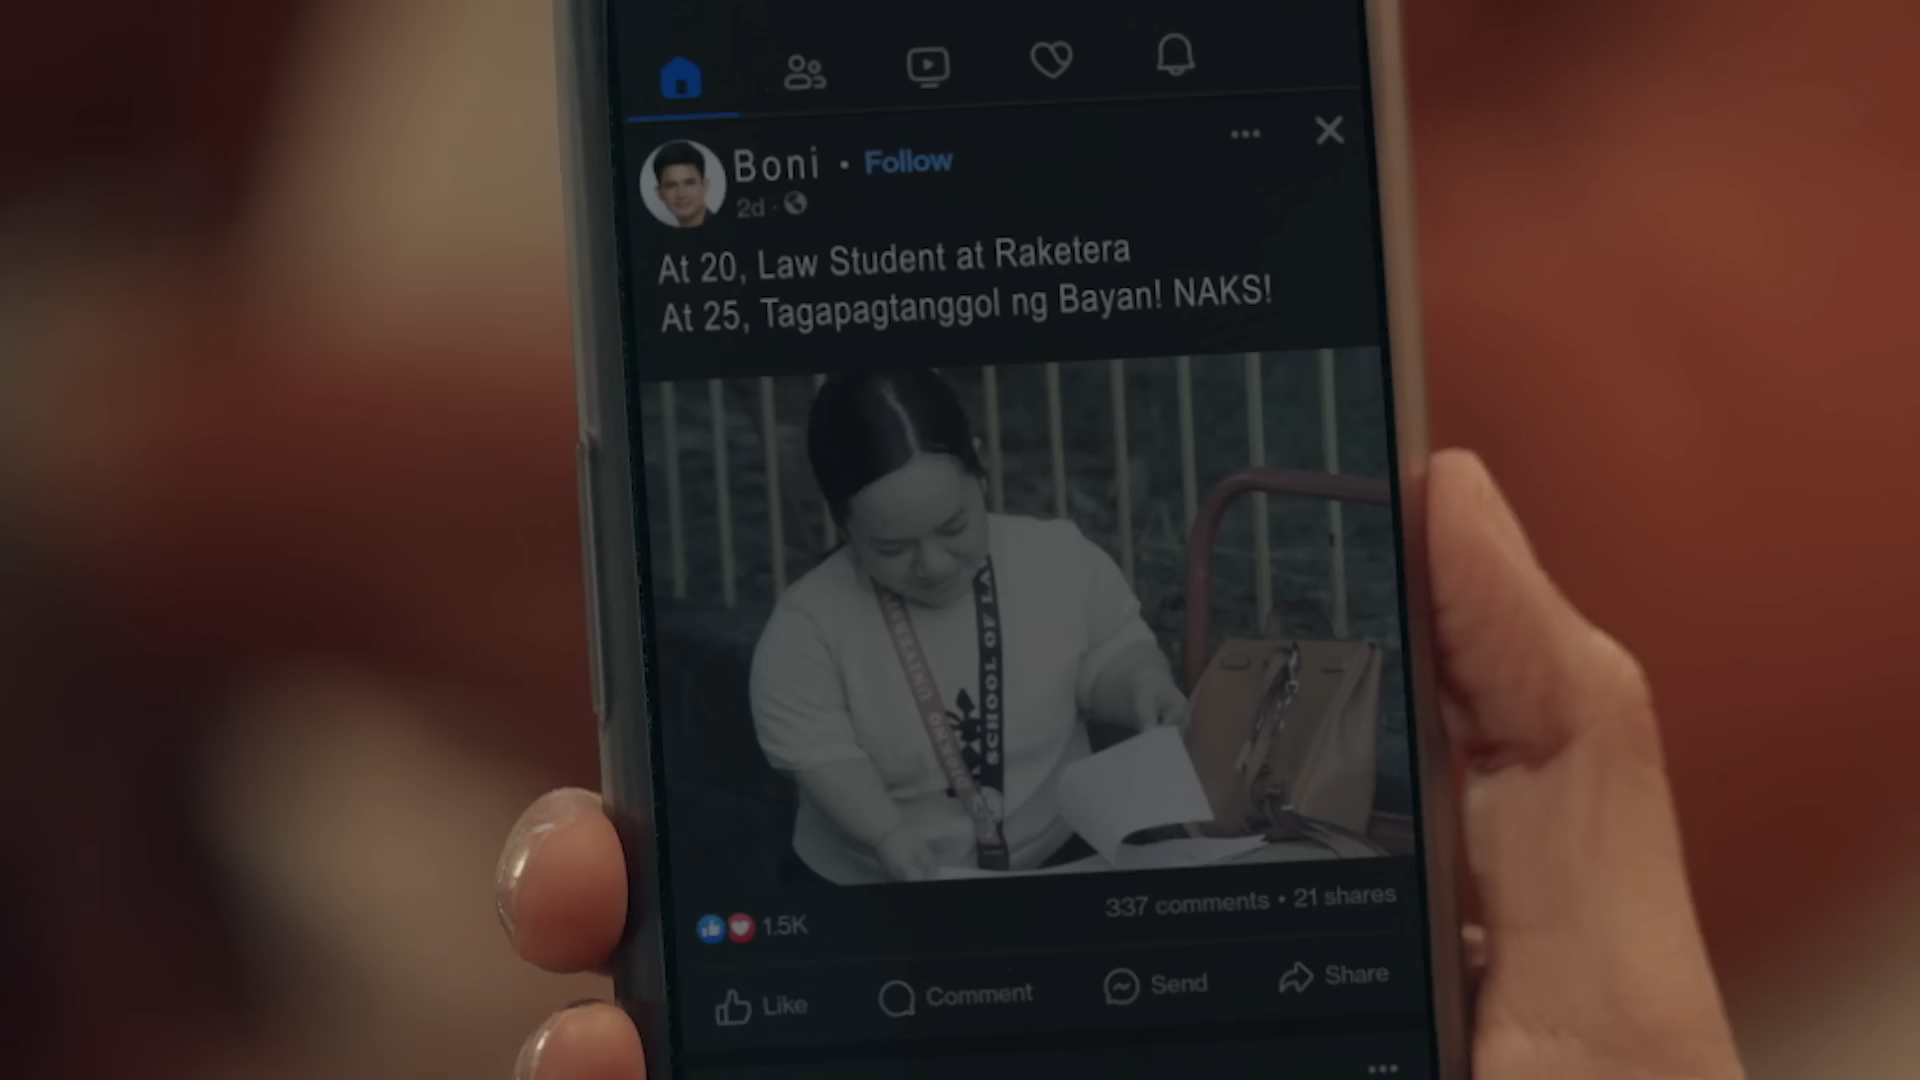 Boni · Follow
2d ·
At 20, Law Student at Raketera
At 25, Tagapagtanggol ng Bayan! NAKS!
SCHOOL OF LA
1.5K
337 comments • 21 shares
Like
Comment
Send
Share